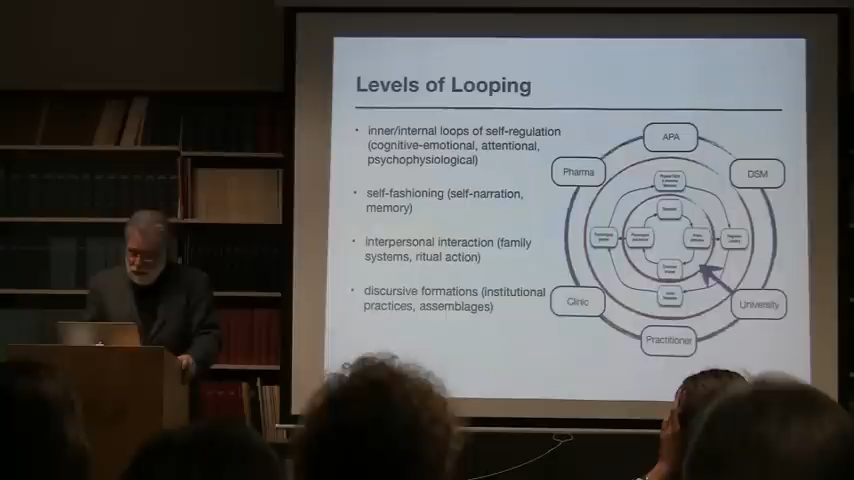 Levels of Looping
• inner/internal loops of self-regulation
(cognitive-emotional, attentional,
psychophysiological)
• self-fashioning (self-narration,
memory)
• interpersonal interaction (family
systems, ritual action)
• discursive formations (institutional
practices, assemblages)
APA
Pharma
DSM
Clinic
University
Practitioner